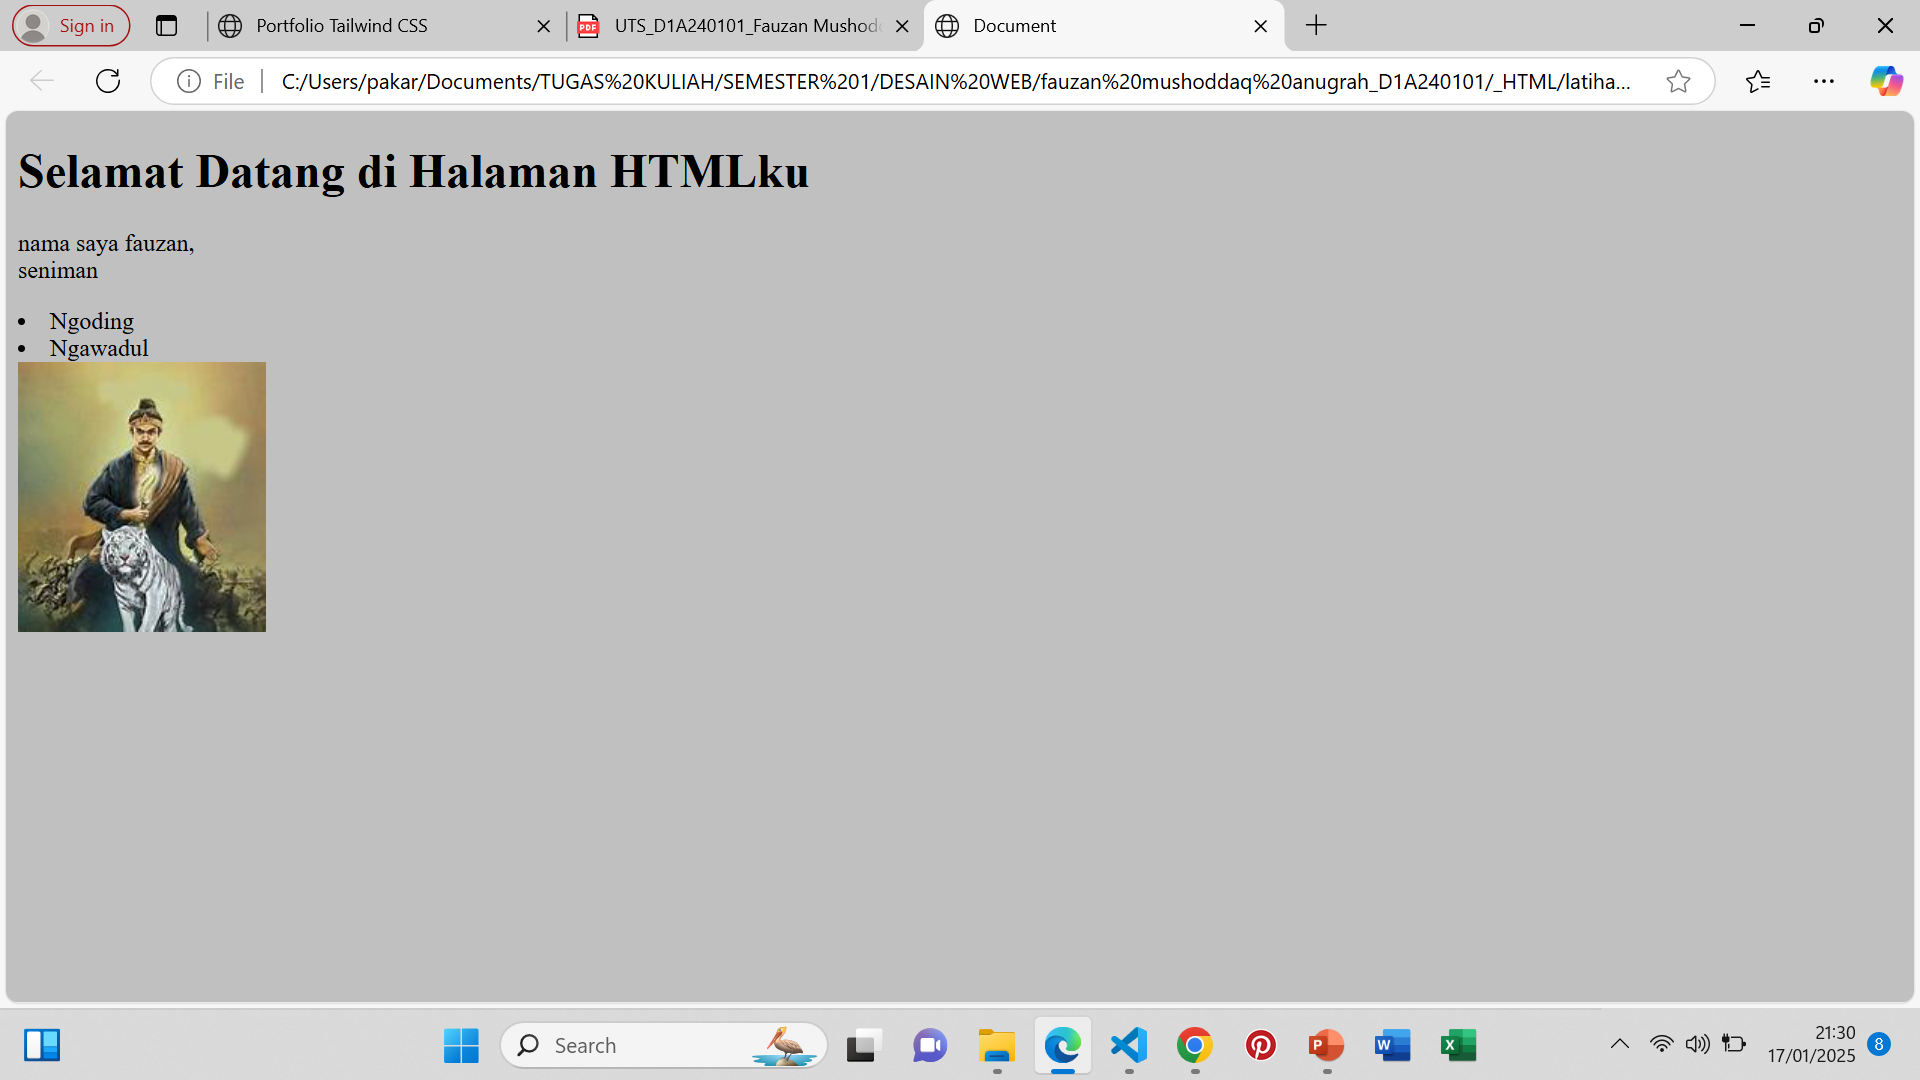 Sign in
Portfolio Tailwind CSS
UTS_D1A240101_Fauzan Mushodd
Document
File
C:/Users/pakar/Documents/TUGAS%20KULIAH/SEMESTER%201/DESAIN%20WEB/fauzan%20mushoddaq%20anugrah_D1A240101/_HTML/latiha...
Selamat Datang di Halaman HTMLku
nama saya fauzan,
seniman
Ngoding
Ngawadul
Search
21:30
17/01/2025
8